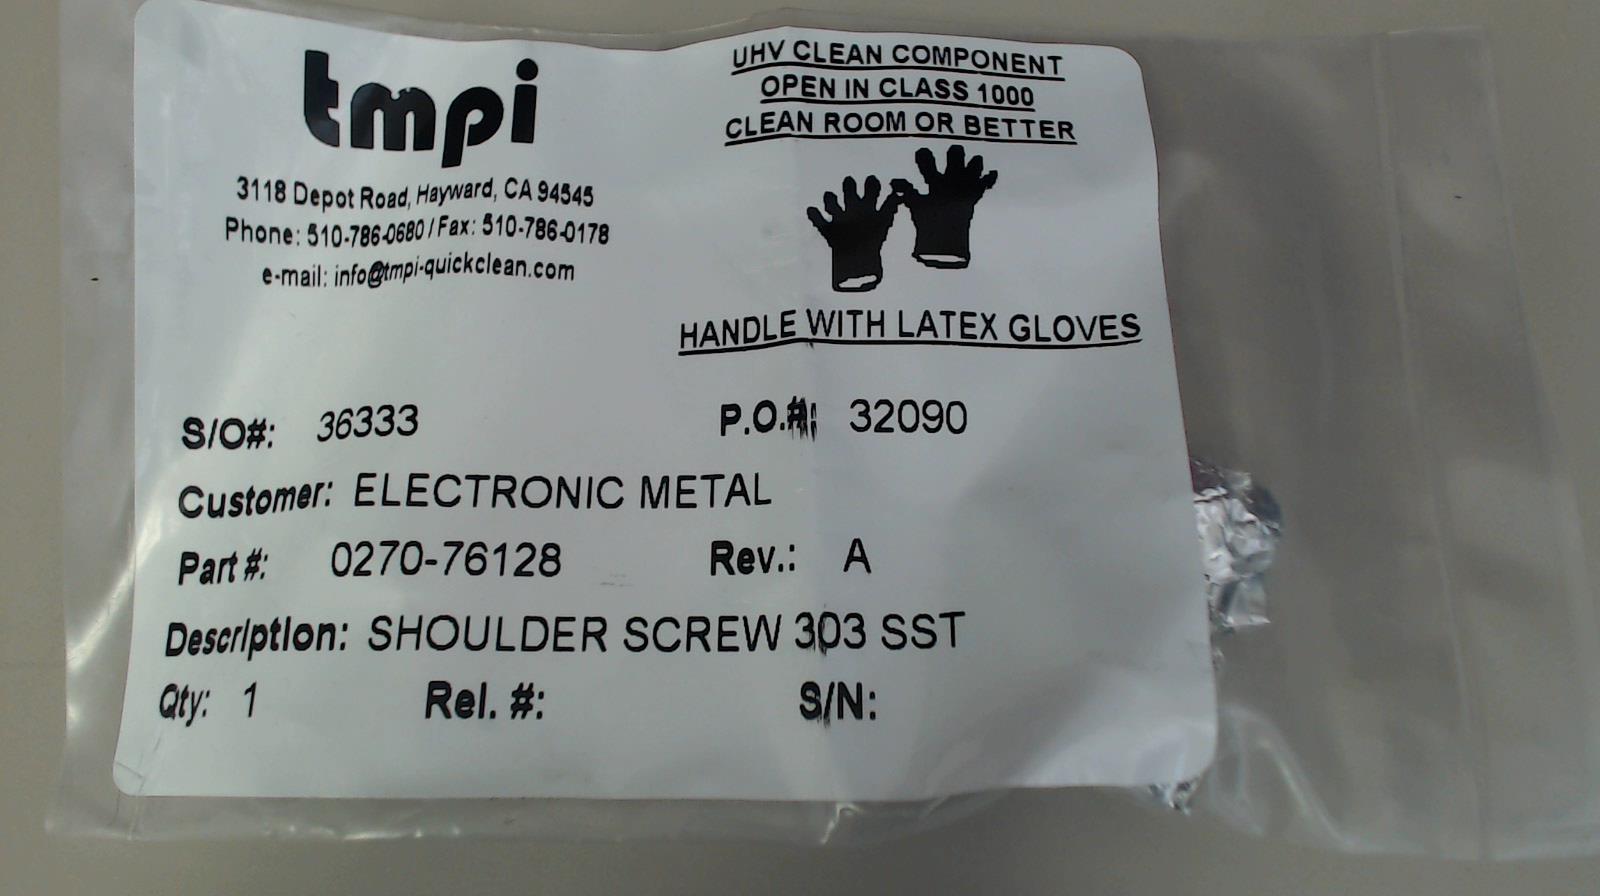 tmpi
3118 Depot Road, Hayward, CA 94545
Phone: 510-786-0680 / Fax: 510-786-0178
e-mail: info@tmpi-quickclean.com
UHV CLEAN COMPONENT
OPEN IN CLASS 1000
CLEAN ROOM OR BETTER
HANDLE WITH LATEX GLOVES
S/O#: 36333 P.O.#: 32090
Customer: ELECTRONIC METAL
Part #: 0270-76128 Rev.: A
Description: SHOULDER SCREW 303 SST
Qty: 1 Rel. #: S/N: